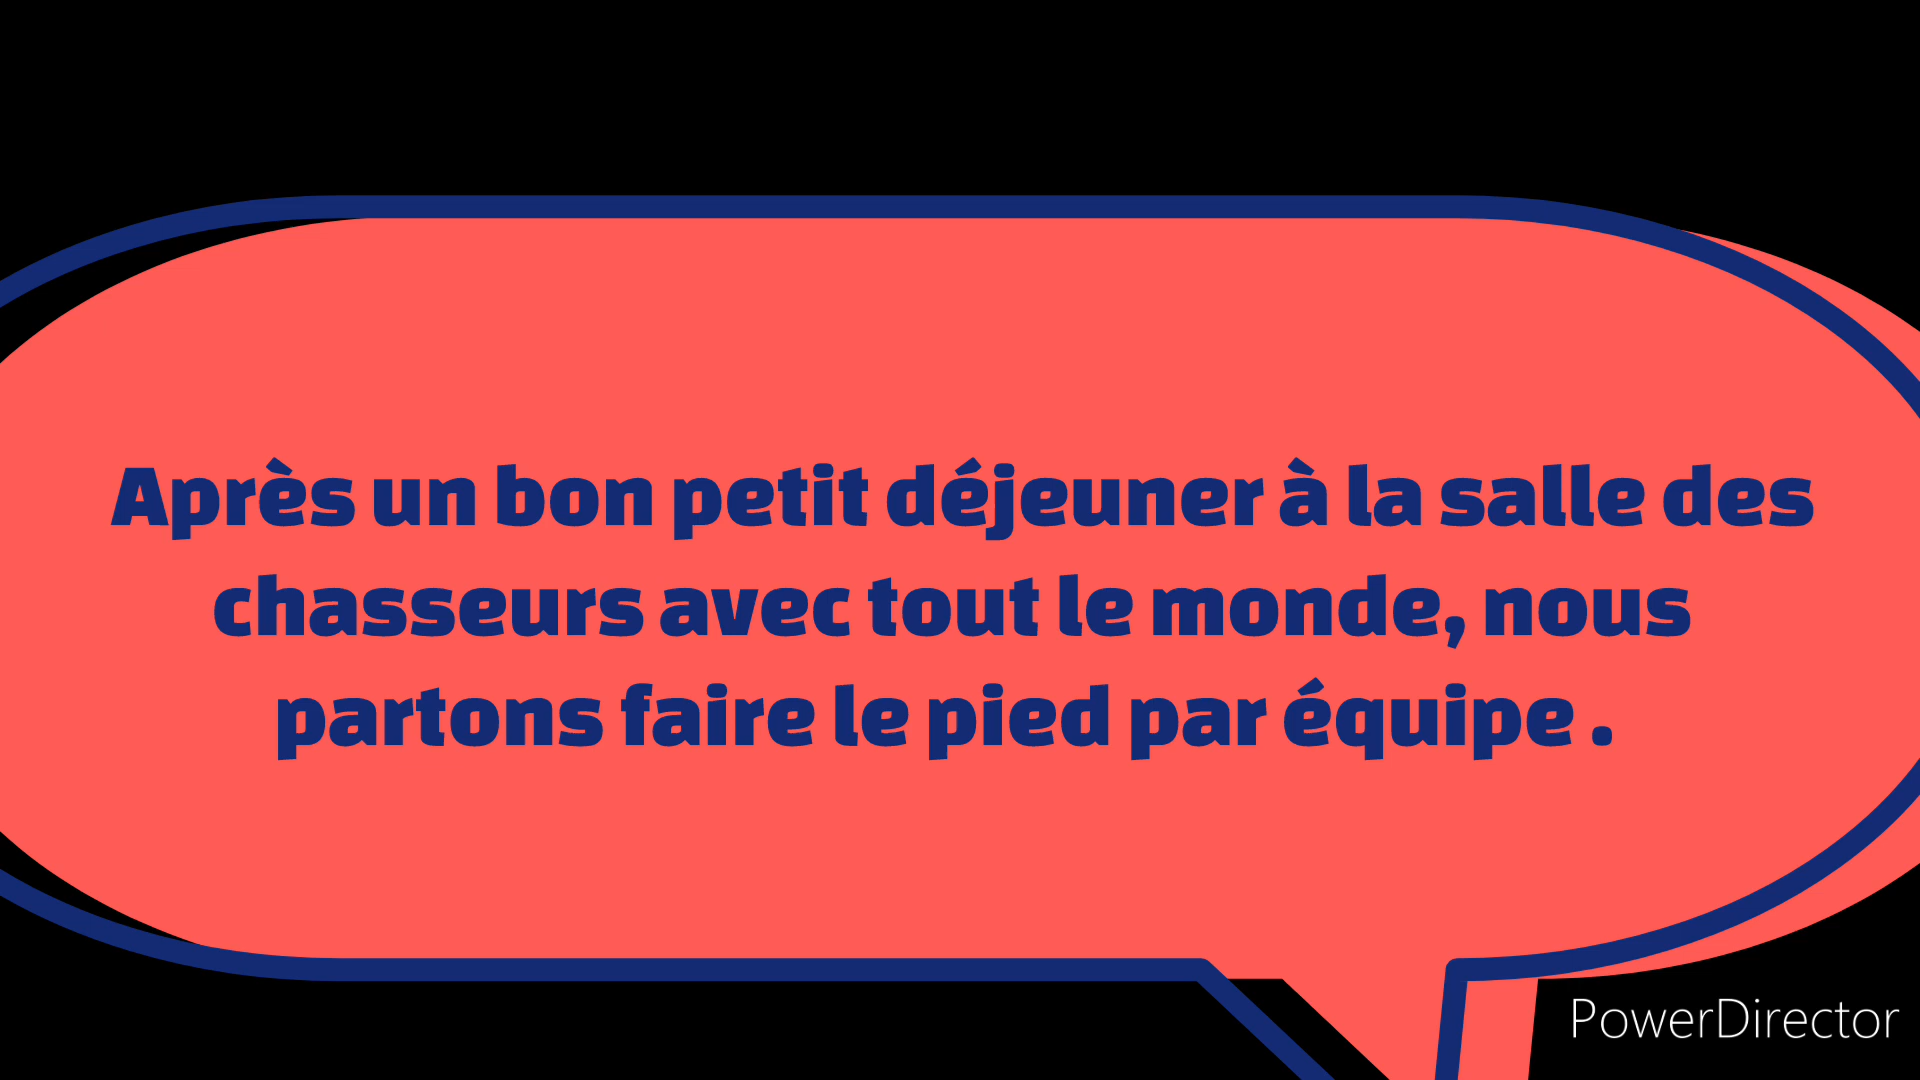 Après un bon petit déjeuner à la salle des
chasseurs avec tout le monde, nous
partons faire le pied par équipe .
PowerDirector